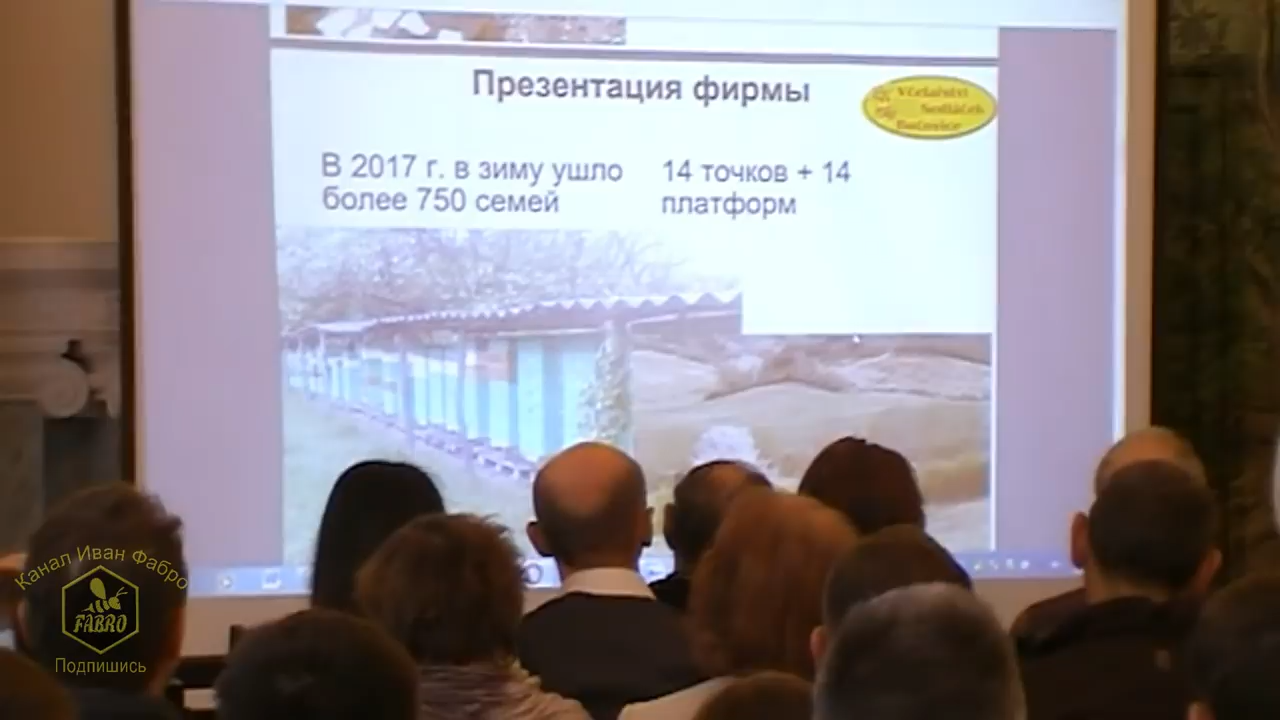 Презентация фирмы
Včelařství
Sedláček
Bučovice
В 2017 г. в зиму ушло
более 750 семей
14 точков + 14
платформ
Канал Иван Фабро
FABRO
Подпишись